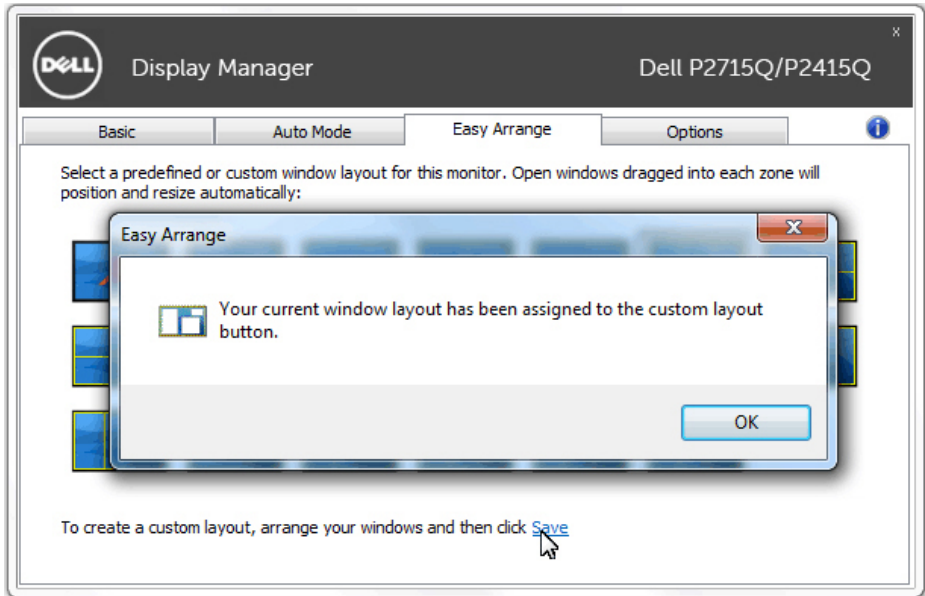 DELL
Display Manager
Dell P2715Q/P2415Q
x
Basic
Auto Mode
Easy Arrange
Options
i
Select a predefined or custom window layout for this monitor. Open windows dragged into each zone will
position and resize automatically:
Easy Arrange
x
Your current window layout has been assigned to the custom layout
button.
OK
To create a custom layout, arrange your windows and then click Save